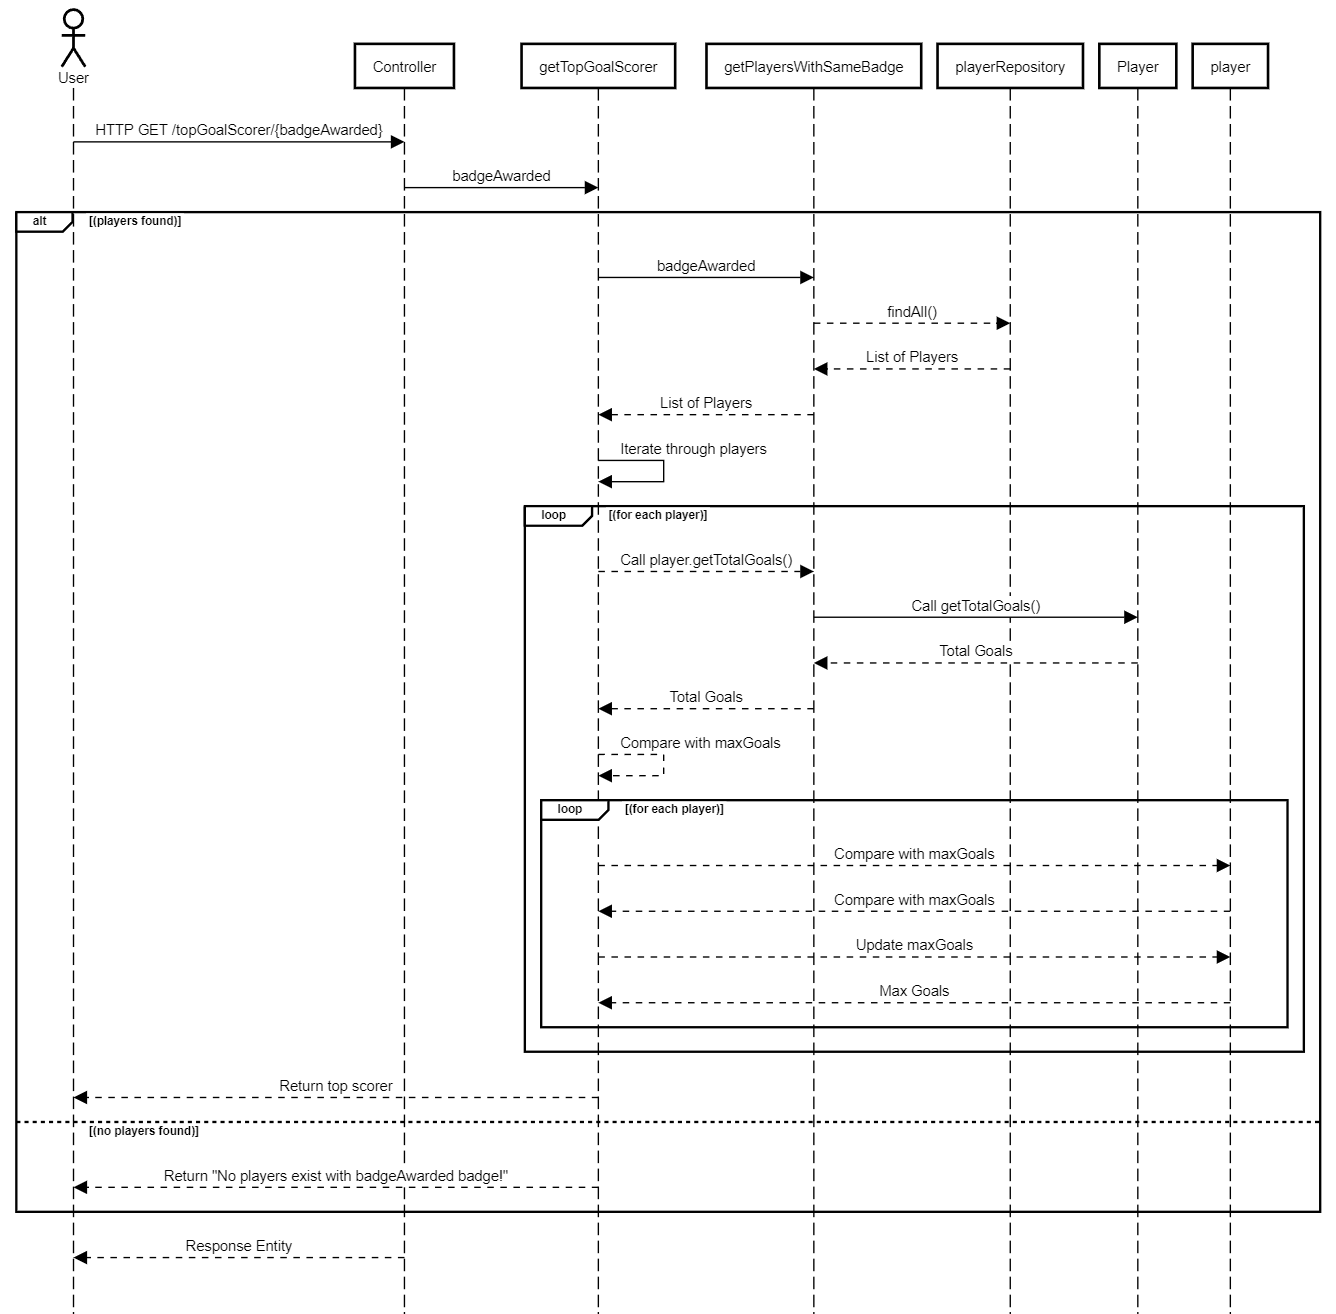 User
Controller
getTopGoalScorer
getPlayersWithSameBadge
playerRepository
Player
player
HTTP GET /topGoalScorer/{badgeAwarded}
badgeAwarded
alt
[(players found)]
badgeAwarded
findAll()
List of Players
List of Players
Iterate through players
loop
[(for each player)]
Call player.getTotalGoals()
Call getTotalGoals()
Total Goals
Total Goals
Compare with maxGoals
loop
[(for each player)]
Compare with maxGoals
Compare with maxGoals
Update maxGoals
Max Goals
Return top scorer
[(no players found)]
Return "No players exist with badgeAwarded badge!"
Response Entity